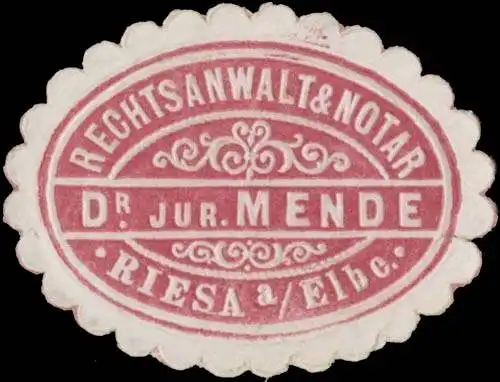 RECHTSANWALT & NOTAR
DR. JUR. MENDE
· RIESA a/Elbe. ·